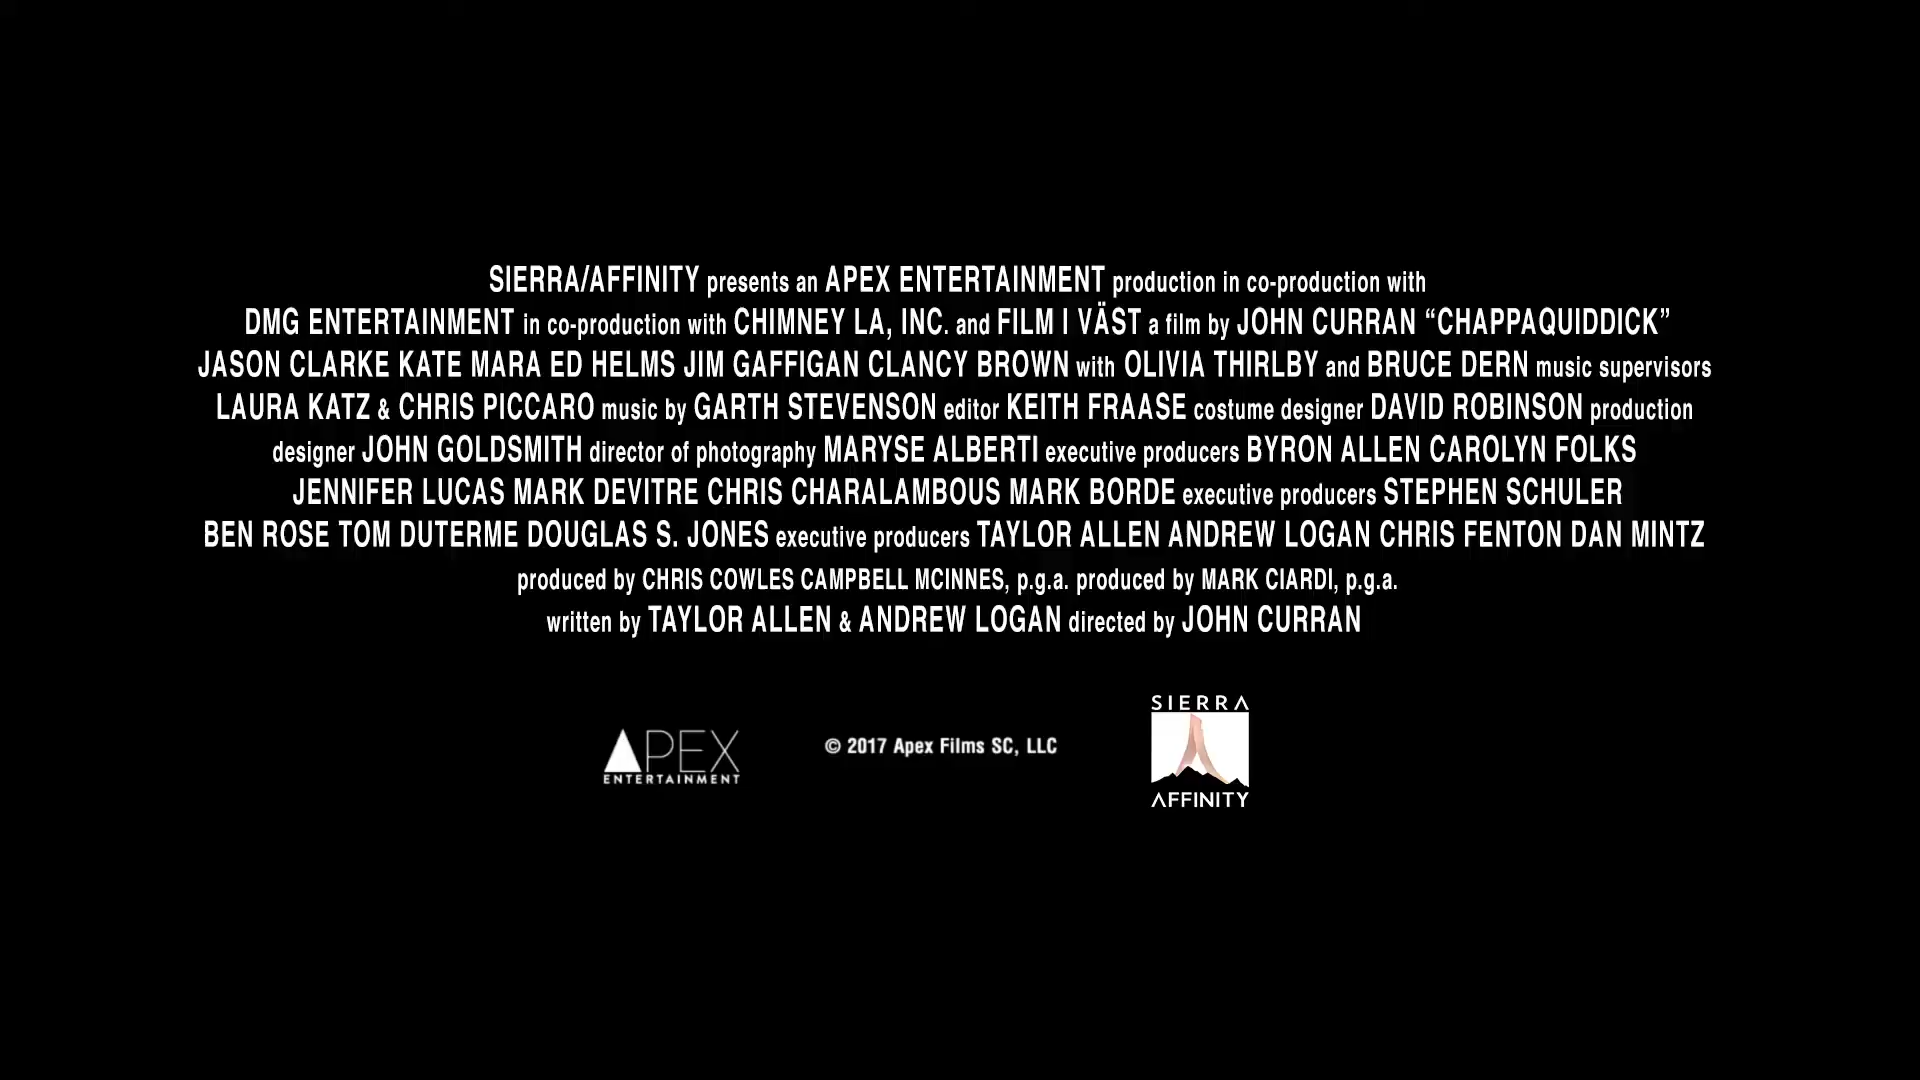 SIERRA/AFFINITY presents an APEX ENTERTAINMENT production in co-production with
DMG ENTERTAINMENT in co-production with CHIMNEY LA, INC. and FILM I VÄST a film by JOHN CURRAN “CHAPPAQUIDDICK”
JASON CLARKE KATE MARA ED HELMS JIM GAFFIGAN CLANCY BROWN with OLIVIA THIRLBY and BRUCE DERN music supervisors
LAURA KATZ & CHRIS PICCARO music by GARTH STEVENSON editor KEITH FRAASE costume designer DAVID ROBINSON production
designer JOHN GOLDSMITH director of photography MARYSE ALBERTI executive producers BYRON ALLEN CAROLYN FOLKS
JENNIFER LUCAS MARK DEVITRE CHRIS CHARALAMBOUS MARK BORDE executive producers STEPHEN SCHULER
BEN ROSE TOM DUTERME DOUGLAS S. JONES executive producers TAYLOR ALLEN ANDREW LOGAN CHRIS FENTON DAN MINTZ
produced by CHRIS COWLES CAMPBELL MCINNES, p.g.a. produced by MARK CIARDI, p.g.a.
written by TAYLOR ALLEN & ANDREW LOGAN directed by JOHN CURRAN
APEX
ENTERTAINMENT
© 2017 Apex Films SC, LLC
SIERRA
AFFINITY